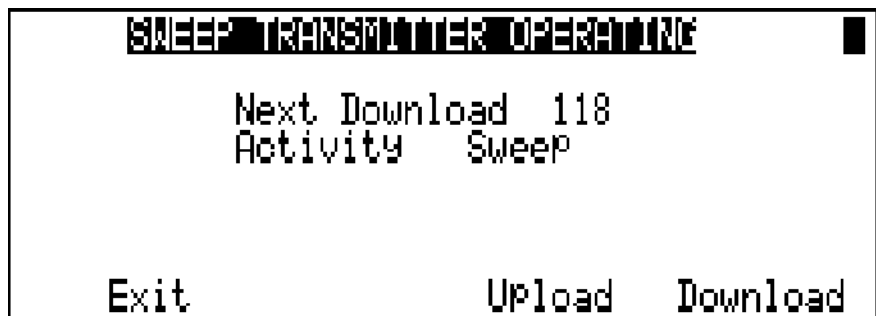 SWEEP TRANSMITTER OPERATING
Next Download 118
Activity Sweep
Exit Upload Download